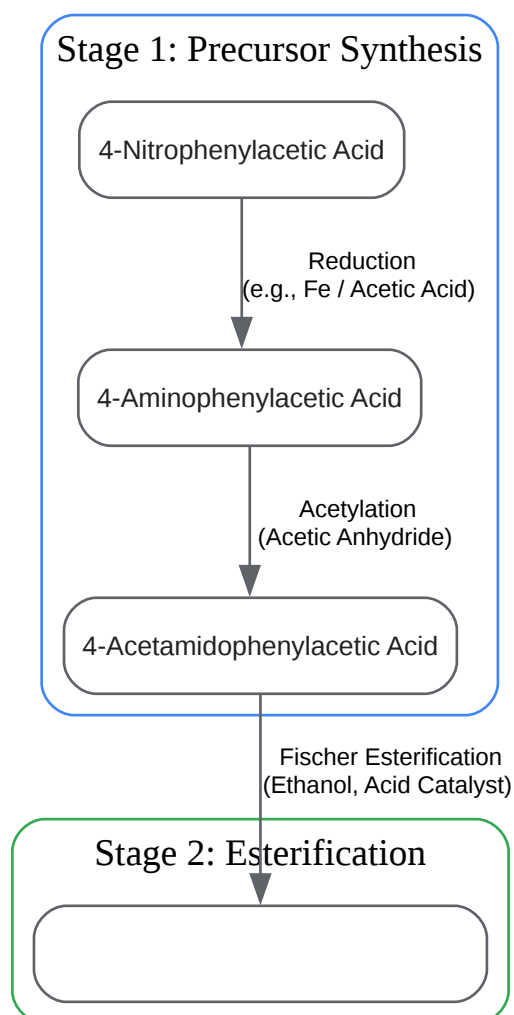 Stage 1: Precursor Synthesis
4-Nitrophenylacetic Acid
Reduction
(e.g., Fe / Acetic Acid)
4-Aminophenylacetic Acid
Acetylation
(Acetic Anhydride)
4-Acetamidophenylacetic Acid
Fischer Esterification
(Ethanol, Acid Catalyst)
Stage 2: Esterification